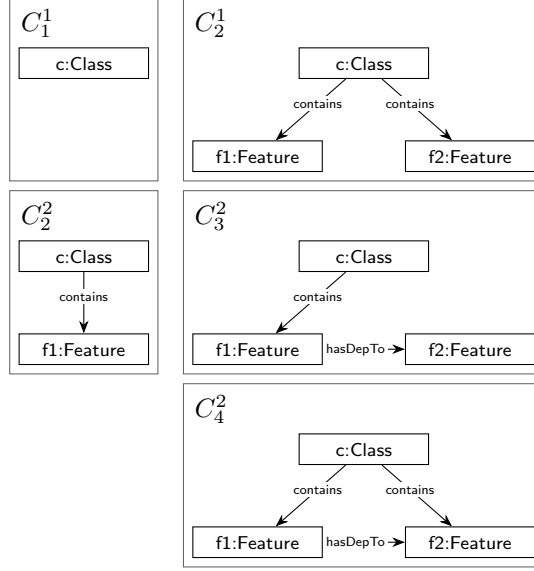 C_1^1
c:Class
C_2^1
c:Class
contains
contains
f1:Feature
f2:Feature
C_2^2
c:Class
contains
f1:Feature
C_3^2
c:Class
contains
f1:Feature
hasDepTo
f2:Feature
C_4^2
c:Class
contains
contains
f1:Feature
hasDepTo
f2:Feature